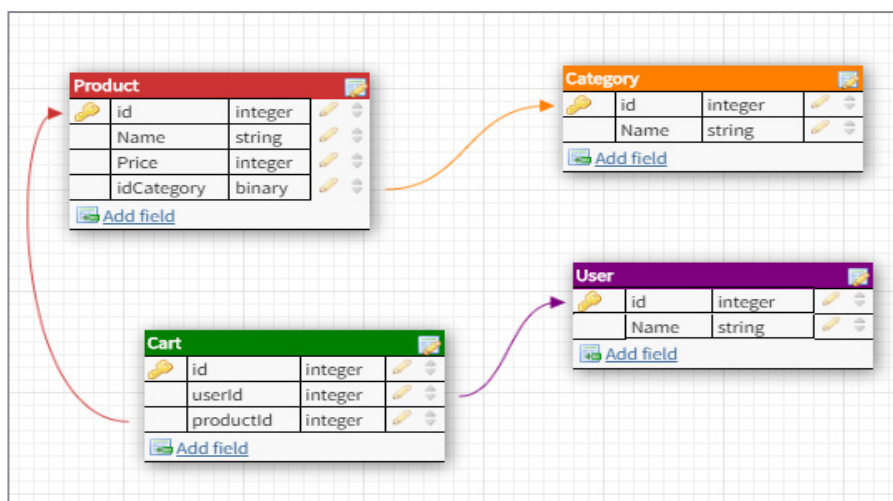 Product
id integer
Name string
Price integer
idCategory binary
Add field
Category
id integer
Name string
Add field
User
id integer
Name string
Add field
Cart
id integer
userId integer
productId integer
Add field